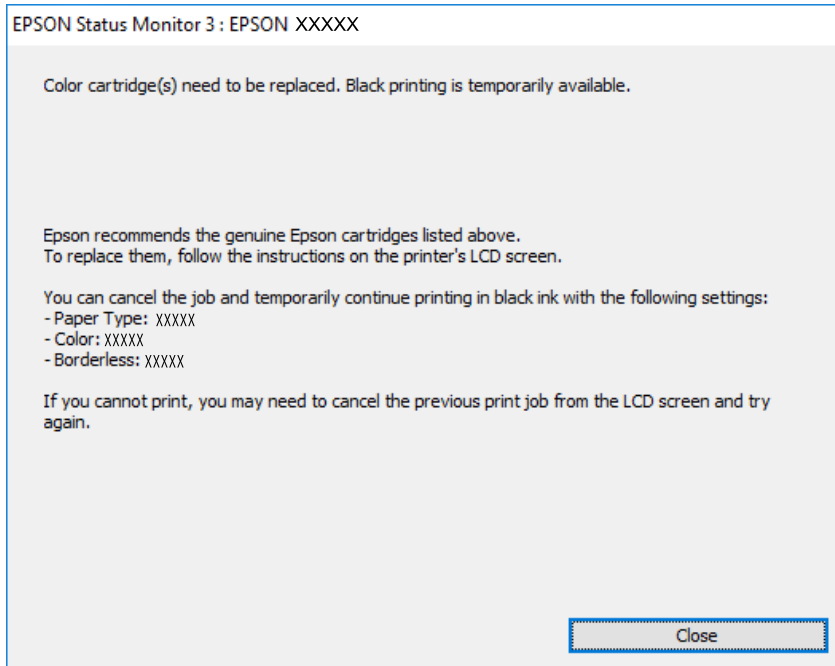 EPSON Status Monitor 3 : EPSON XXXXX
Color cartridge(s) need to be replaced. Black printing is temporarily available.
Epson recommends the genuine Epson cartridges listed above.
To replace them, follow the instructions on the printer's LCD screen.
You can cancel the job and temporarily continue printing in black ink with the following settings:
- Paper Type: XXXXX
- Color: XXXXX
- Borderless: XXXXX
If you cannot print, you may need to cancel the previous print job from the LCD screen and try
again.
Close